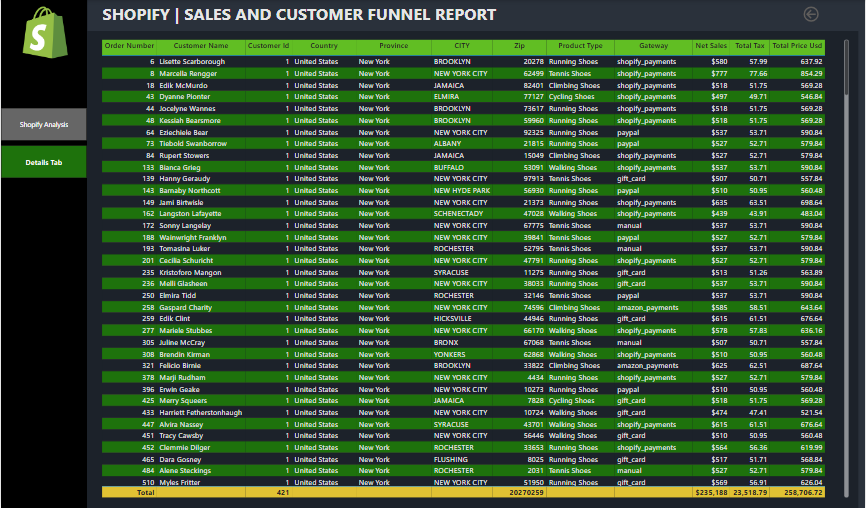 SHOPIFY | SALES AND CUSTOMER FUNNEL REPORT
Shopify Analysis
Details Tab
Order Number Customer Name Customer Id Country Province CITY Zip Product Type Gateway Net Sales Total Tax Total Price Usd
6 Lisette Scarborough 1 United States New York BROOKLYN 20278 Running Shoes shopify_payments $580 57.99 637.92
8 Marcella Rengger 1 United States New York NEW YORK CITY 62499 Tennis Shoes shopify_payments $777 77.66 854.29
18 Edik McMurdo 1 United States New York JAMAICA 82401 Climbing Shoes shopify_payments $518 51.75 569.28
43 Dyanne Plonter 1 United States New York ELMIRA 77127 Cycling Shoes shopify_payments $497 49.71 546.84
44 Jocelyne Wannes 1 United States New York BROOKLYN 73617 Running Shoes shopify_payments $518 51.75 569.28
48 Kessiah Bearsmore 1 United States New York BROOKLYN 59960 Running Shoes shopify_payments $518 51.75 569.28
64 Eziechiele Bear 1 United States New York NEW YORK CITY 92325 Running Shoes paypal $537 53.71 590.84
73 Tiebold Swanborrow 1 United States New York ALBANY 21815 Running Shoes paypal $527 52.71 579.84
84 Rupert Stowers 1 United States New York JAMAICA 15049 Climbing Shoes shopify_payments $527 52.71 579.84
133 Bianca Grieg 1 United States New York BUFFALO 53091 Walking Shoes shopify_payments $537 53.71 590.84
139 Hanny Geraudy 1 United States New York NEW YORK CITY 97913 Tennis Shoes gift_card $507 50.71 557.84
143 Barnaby Northcott 1 United States New York NEW HYDE PARK 56930 Running Shoes paypal $510 50.95 560.48
149 Jami Birtwisle 1 United States New York NEW YORK CITY 21373 Running Shoes shopify_payments $635 63.51 698.64
162 Langston Lafayette 1 United States New York SCHENECTADY 47028 Walking Shoes shopify_payments $439 43.91 483.04
172 Sonny Langelay 1 United States New York NEW YORK CITY 67775 Tennis Shoes manual $537 53.71 590.84
188 Wainwright Franklyn 1 United States New York NEW YORK CITY 39841 Tennis Shoes paypal $527 52.71 579.84
193 Tomasina Luker 1 United States New York ROCHESTER 52795 Tennis Shoes manual $537 53.71 590.84
201 Cecilia Schuricht 1 United States New York NEW YORK CITY 47791 Running Shoes shopify_payments $527 52.71 579.84
235 Kristoforo Mangon 1 United States New York SYRACUSE 11275 Running Shoes gift_card $513 51.26 563.89
236 Melli Glasheen 1 United States New York NEW YORK CITY 38033 Running Shoes gift_card $537 53.71 590.84
250 Elmira Tidd 1 United States New York ROCHESTER 32146 Tennis Shoes paypal $537 53.71 590.84
258 Gaspard Charity 1 United States New York NEW YORK CITY 74596 Climbing Shoes amazon_payments $585 58.51 643.64
259 Edik Clint 1 United States New York HICKSVILLE 44946 Running Shoes gift_card $615 61.51 676.64
277 Mariele Stubbes 1 United States New York NEW YORK CITY 66170 Walking Shoes shopify_payments $578 57.83 636.16
305 Juline McCray 1 United States New York BRONX 67068 Tennis Shoes manual $507 50.71 557.84
308 Brendin Kirman 1 United States New York YONKERS 62868 Walking Shoes shopify_payments $510 50.95 560.48
321 Felicio Birnie 1 United States New York BROOKLYN 33822 Climbing Shoes amazon_payments $625 62.51 687.64
378 Marji Rudham 1 United States New York NEW YORK CITY 4434 Running Shoes shopify_payments $527 52.71 579.84
396 Erwin Geake 1 United States New York NEW YORK CITY 10273 Running Shoes paypal $510 50.95 560.48
425 Merry Squeers 1 United States New York JAMAICA 7828 Cycling Shoes gift_card $518 51.75 569.28
433 Harriett Fetherstonhaugh 1 United States New York NEW YORK CITY 10724 Walking Shoes gift_card $474 47.41 521.54
447 Alvira Nassey 1 United States New York SYRACUSE 43701 Walking Shoes shopify_payments $615 61.51 676.64
451 Tracy Cawsby 1 United States New York NEW YORK CITY 56446 Walking Shoes gift_card $510 50.95 560.48
452 Clemmie Dilger 1 United States New York ROCHESTER 33653 Running Shoes shopify_payments $564 56.36 619.99
465 Dara Gosney 1 United States New York FLUSHING 8025 Running Shoes gift_card $517 51.71 568.84
484 Alene Steckings 1 United States New York ROCHESTER 2031 Tennis Shoes manual $527 52.71 579.84
510 Myles Fritter 1 United States New York BROOKLYN 51950 Running Shoes gift_card $569 56.91 626.04
Total 421 20270259 $235,188 23,518.79 258,706.72